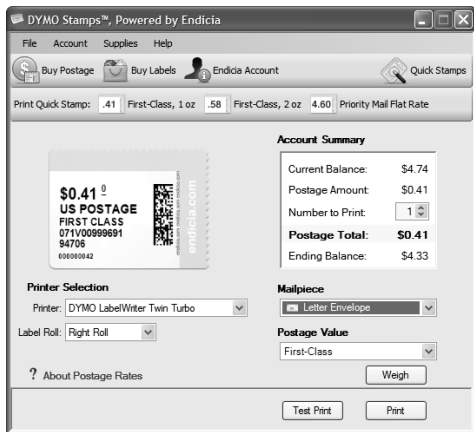 DYMO Stamps™, Powered by Endicia
File Account Supplies Help
Buy Postage Buy Labels Endicia Account Quick Stamps
Print Quick Stamp: .41 First-Class, 1 oz .58 First-Class, 2 oz 4.60 Priority Mail Flat Rate
Account Summary
Current Balance: $4.74
Postage Amount: $0.41
Number to Print: 1
Postage Total: $0.41
Ending Balance: $4.33
$0.41 0
US POSTAGE
FIRST CLASS
071V00999691
94706
000000042
endicia.com
Printer Selection
Printer: DYMO LabelWriter Twin Turbo
Label Roll: Right Roll
Mailpiece
Letter Envelope
Postage Value
First-Class
? About Postage Rates
Weigh
Test Print Print